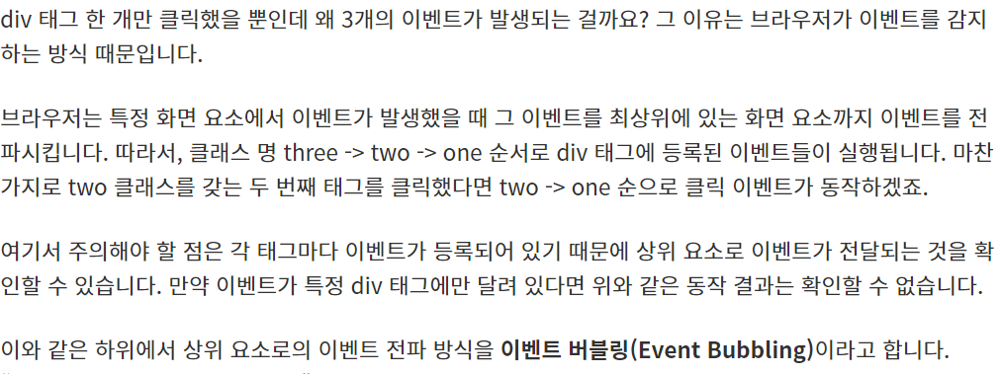 div 태그 한 개만 클릭했을 뿐인데 왜 3개의 이벤트가 발생되는 걸까요? 그 이유는 브라우저가 이벤트를 감지
하는 방식 때문입니다.
브라우저는 특정 화면 요소에서 이벤트가 발생했을 때 그 이벤트를 최상위에 있는 화면 요소까지 이벤트를 전
파시킵니다. 따라서, 클래스 명 three -> two -> one 순서로 div 태그에 등록된 이벤트들이 실행됩니다. 마찬
가지로 two 클래스를 갖는 두 번째 태그를 클릭했다면 two -> one 순으로 클릭 이벤트가 동작하겠죠.
여기서 주의해야 할 점은 각 태그마다 이벤트가 등록되어 있기 때문에 상위 요소로 이벤트가 전달되는 것을 확
인할 수 있습니다. 만약 이벤트가 특정 div 태그에만 달려 있다면 위와 같은 동작 결과는 확인할 수 없습니다.
이와 같은 하위에서 상위 요소로의 이벤트 전파 방식을 이벤트 버블링(Event Bubbling)이라고 합니다.